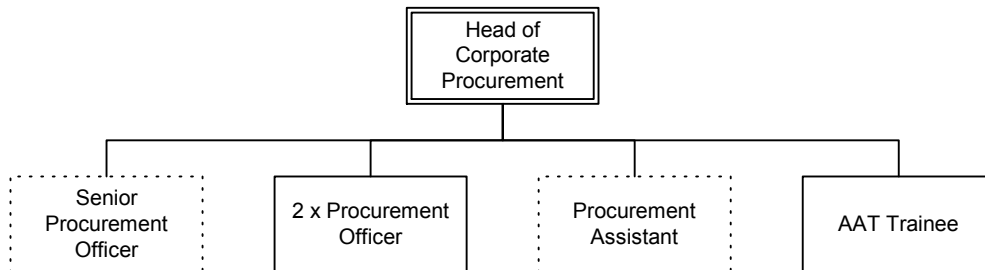 Head of
Corporate
Procurement
Senior
Procurement
Officer
2 x Procurement
Officer
Procurement
Assistant
AAT Trainee